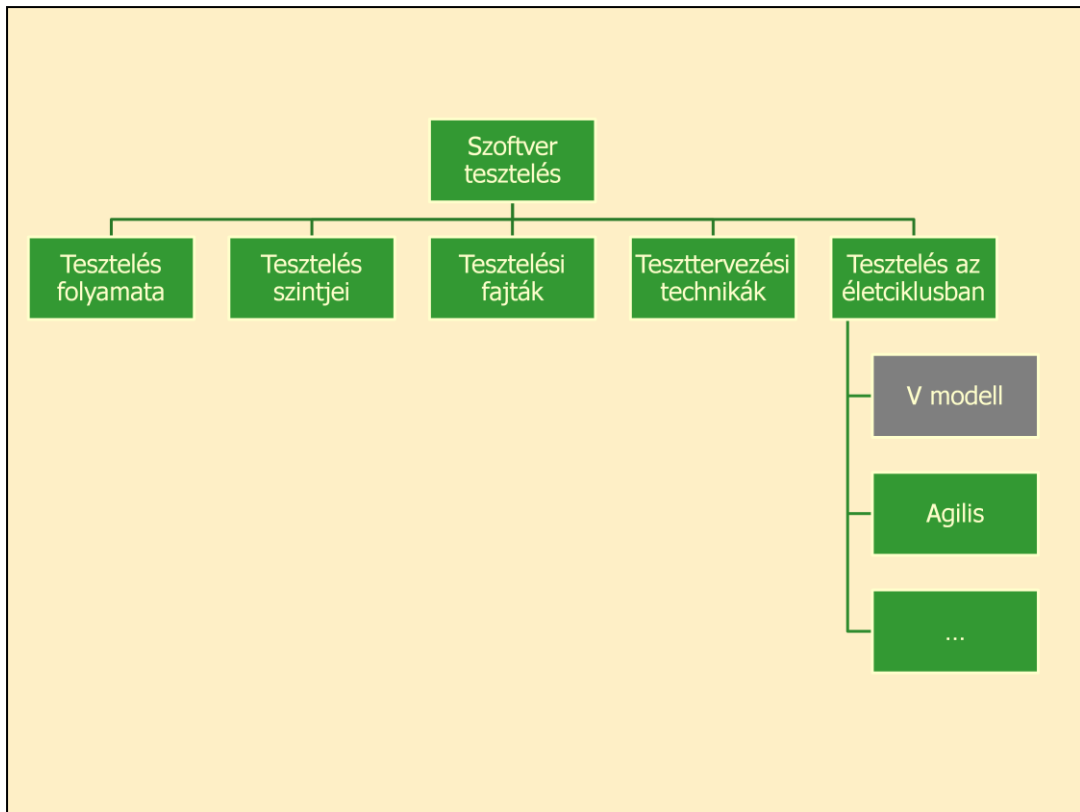 Szoftver
tesztelés
Tesztelés
folyamata
Tesztelés
szintjei
Tesztelési
fajták
Teszttervezési
technikák
Tesztelés az
életciklusban
V modell
Agilis
...